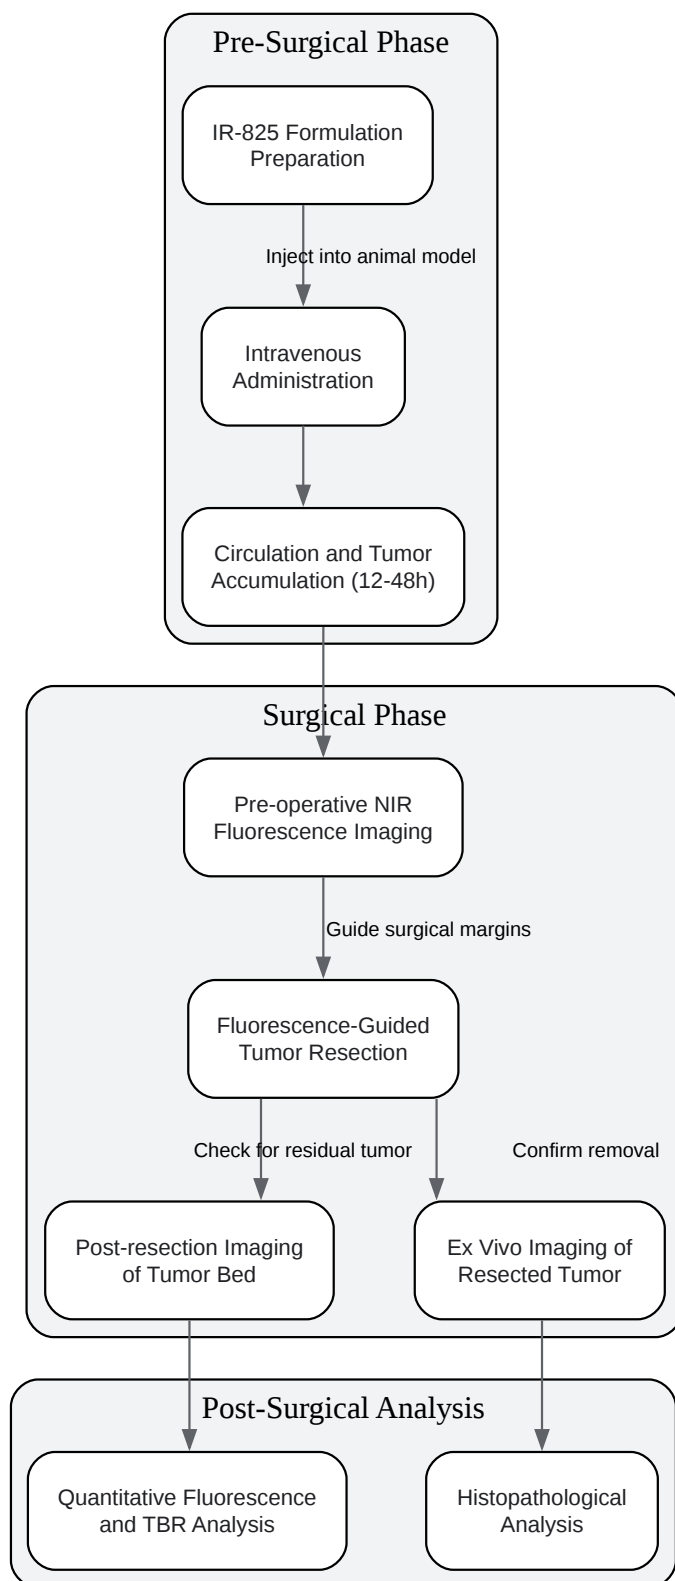 Pre-Surgical Phase
IR-825 Formulation
Preparation
Inject into animal model
Intravenous
Administration
Circulation and Tumor
Accumulation (12-48h)
Surgical Phase
Pre-operative NIR
Fluorescence Imaging
Guide surgical margins
Fluorescence-Guided
Tumor Resection
Check for residual tumor
Confirm removal
Post-resection Imaging
of Tumor Bed
Ex Vivo Imaging of
Resected Tumor
Post-Surgical Analysis
Quantitative Fluorescence
and TBR Analysis
Histopathological
Analysis